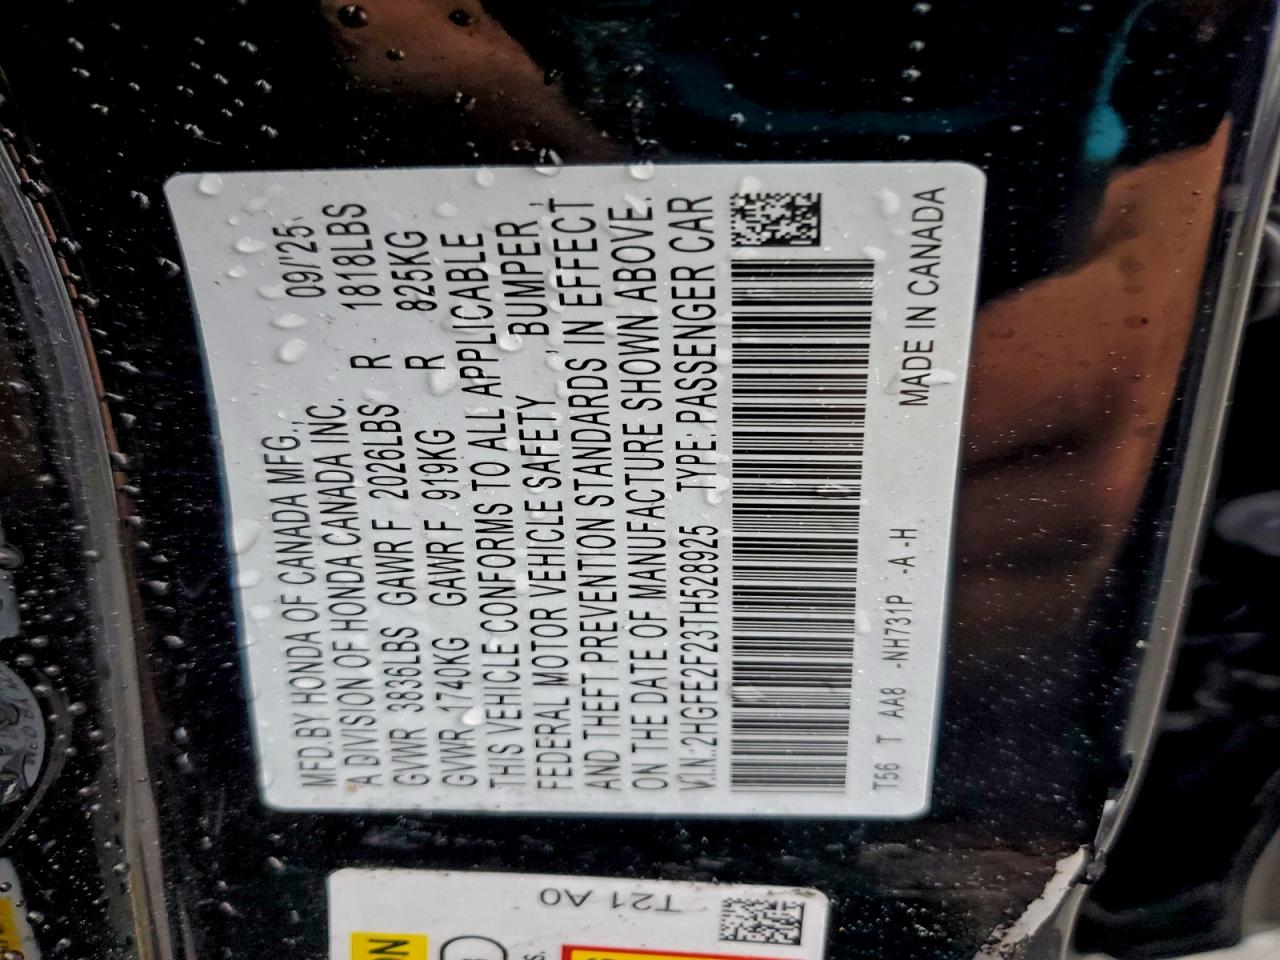 MFD.BY HONDA OF CANADA MFG., 09/'25
A DIVISION OF HONDA CANADA INC.
GVWR 3836LBS GAWR F 2026LBS R 1818LBS
GVWR 1740KG GAWR F 919KG R 825KG
THIS VEHICLE CONFORMS TO ALL APPLICABLE
FEDERAL MOTOR VEHICLE SAFETY, BUMPER,
AND THEFT PREVENTION STANDARDS IN EFFECT
ON THE DATE OF MANUFACTURE SHOWN ABOVE.
V.I.N.:2HGFE2F23TH528925 TYPE: PASSENGER CAR
T56 T AA8 -NH731P -A -H MADE IN CANADA
T21 A0